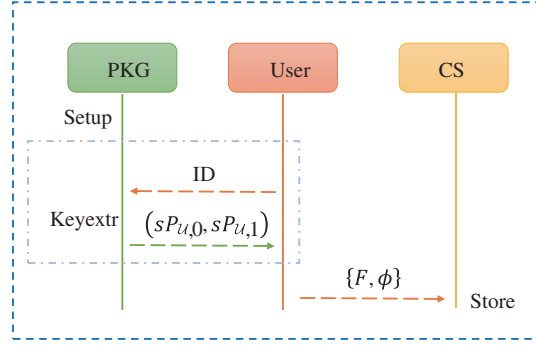 PKG User CS
Setup
ID
Keyextr (sP𝒰,0, sP𝒰,1)
{F, ϕ}
Store